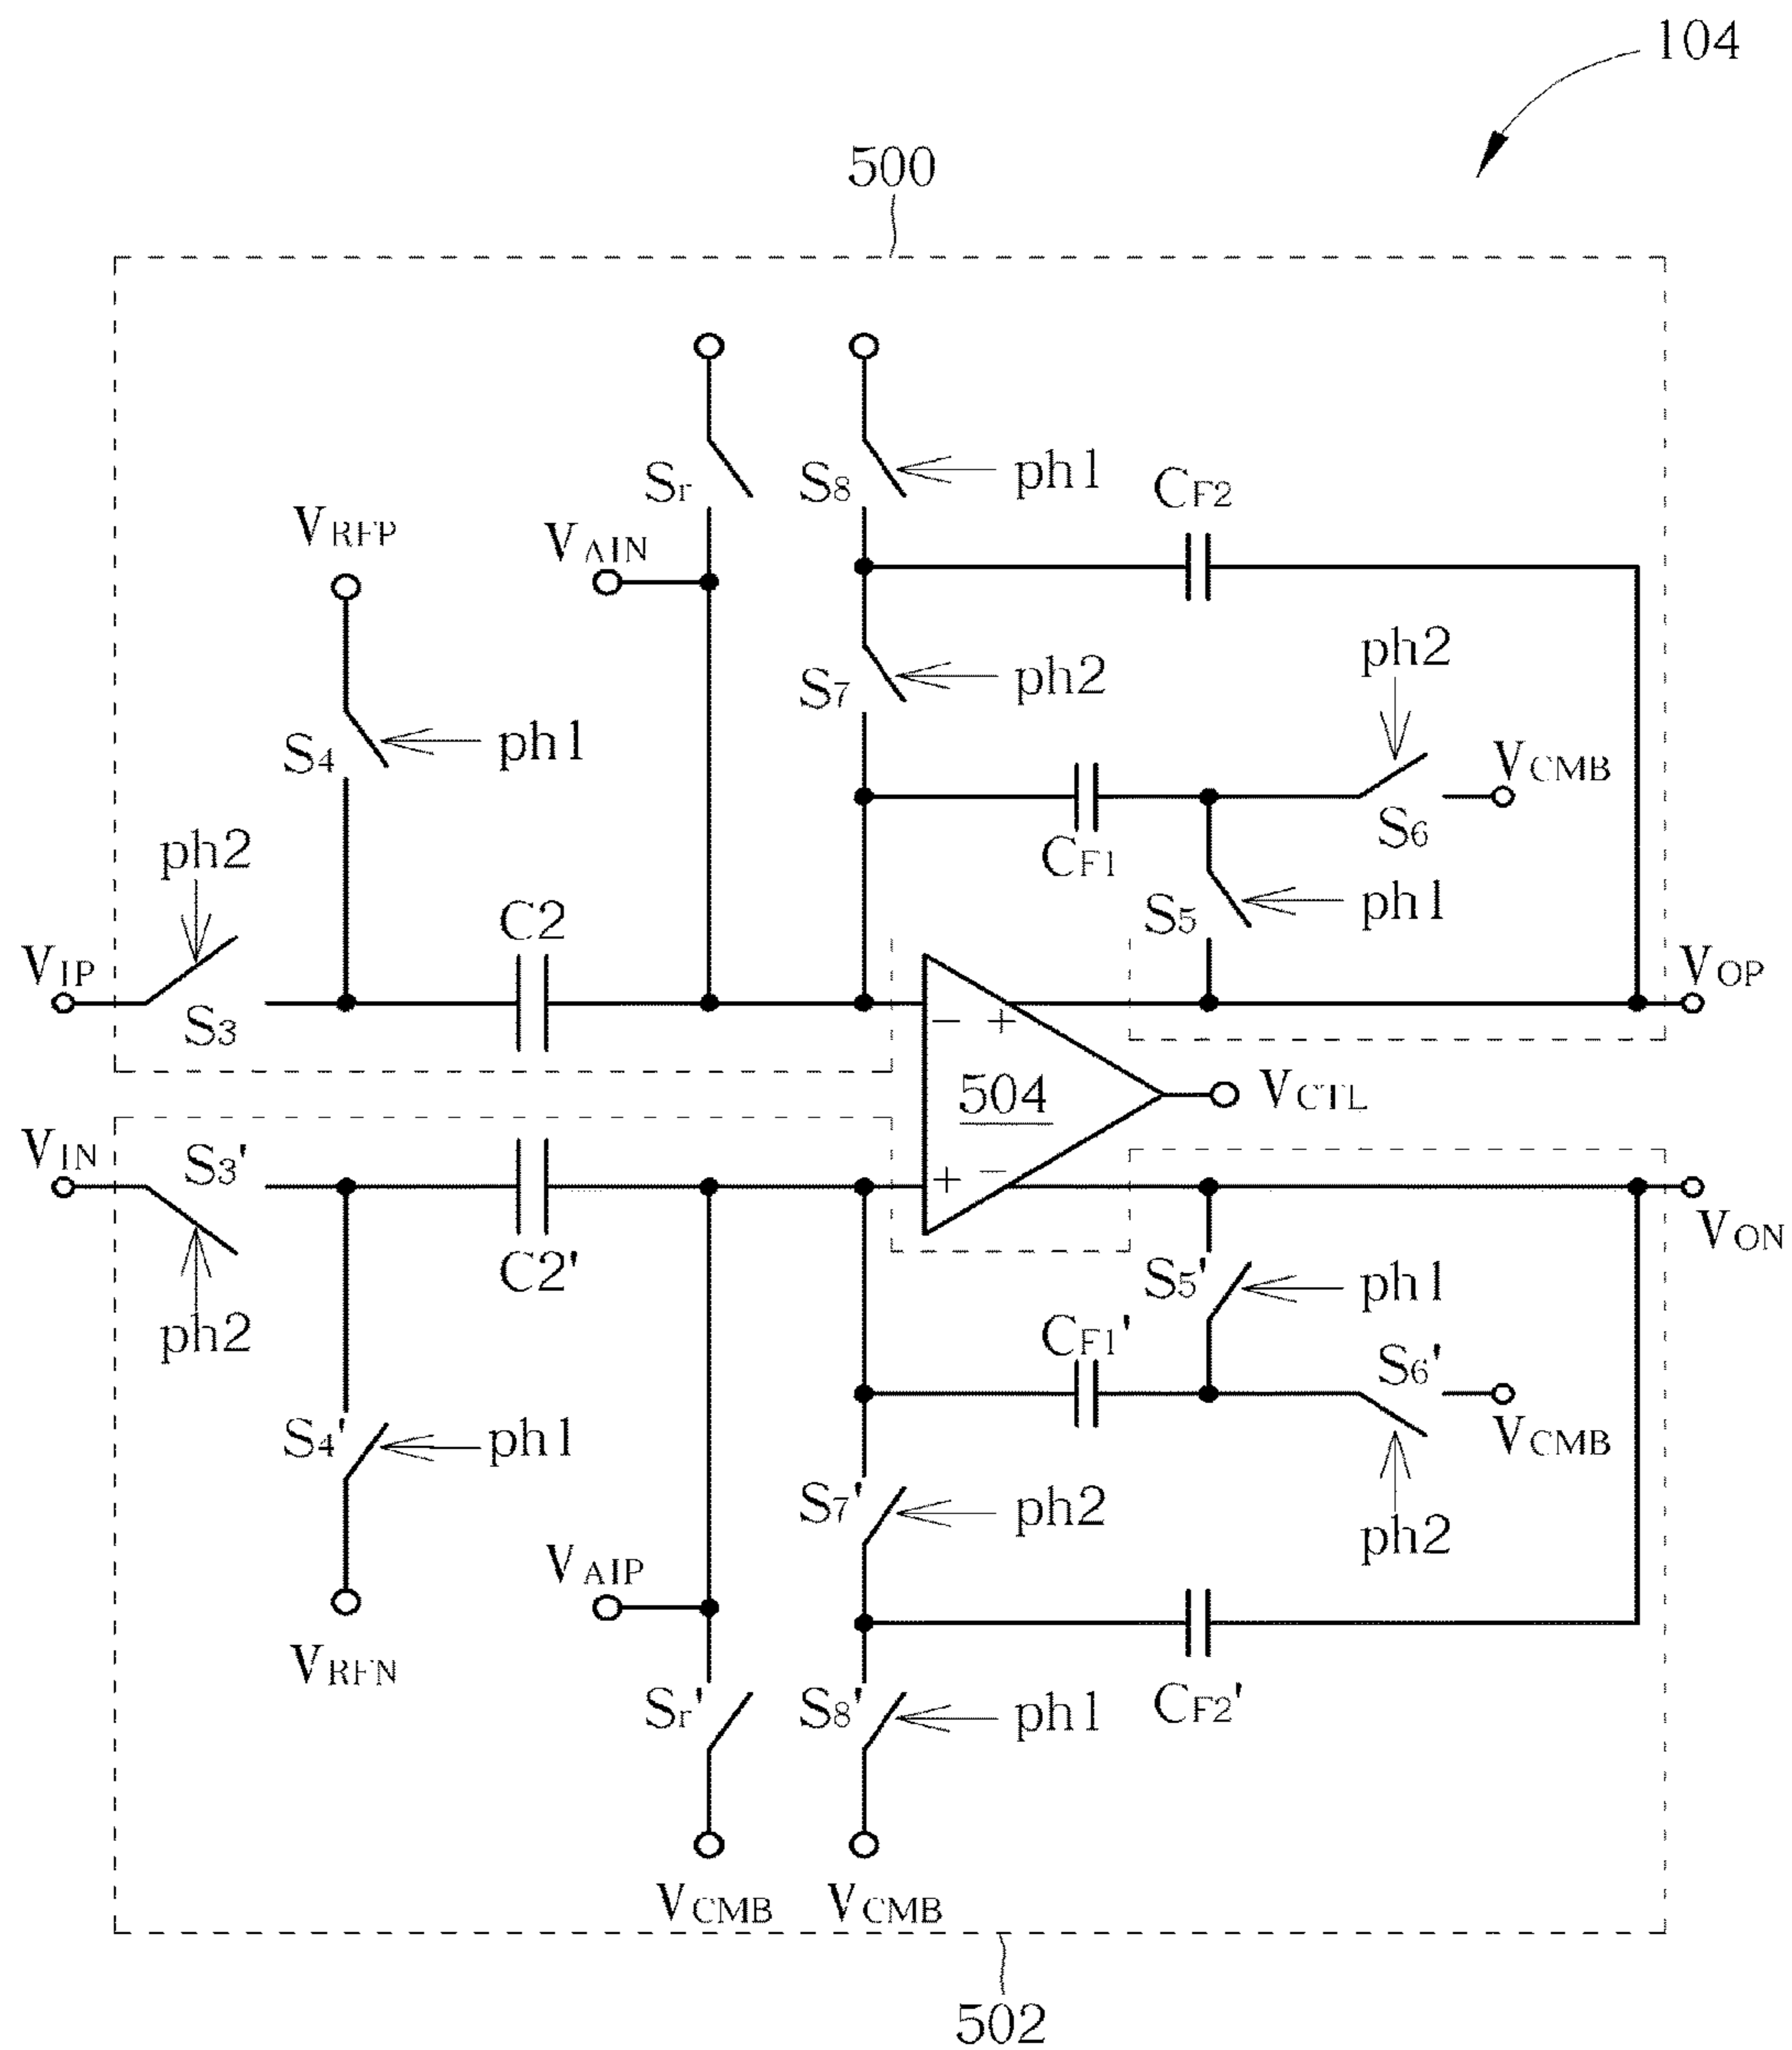 104
500
Sr
S8
ph1
CF2
VRFP
VAIN
ph2
S7
ph2
S4
ph1
VCMB
S6
ph2
CF1
S5
ph1
C2
VIP
S3
VOP
− +
504
VCTL
VIN
S3'
+ −
VON
ph2
C2'
S5'
ph1
CF1'
S6'
S4'
ph1
VCMB
S7'
ph2
ph2
VAIP
VRFN
Sr'
S8'
ph1
CF2'
VCMB
VCMB
502